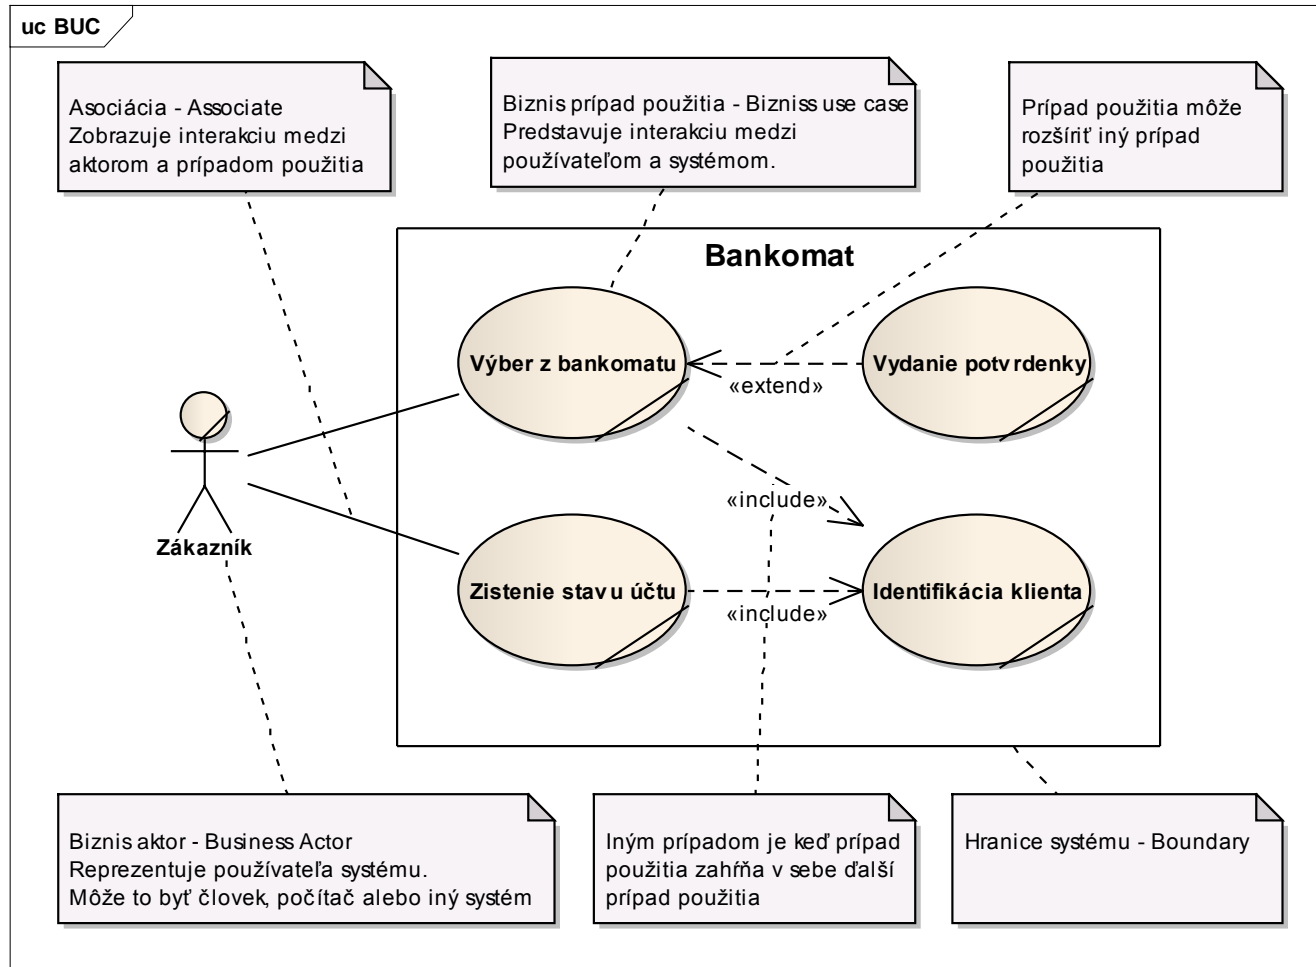 uc BUC
Asociácia - Associate
Zobrazuje interakciu medzi
aktorom a prípadom použitia
Biznis prípad použitia - Bizniss use case
Predstavuje interakciu medzi
používateľom a systémom.
Prípad použitia môže
rozšíriť iný prípad
použitia
Bankomat
Výber z bankomatu
«extend»
Vydanie potvrdenky
Zákazník
«include»
Zistenie stavu účtu
«include»
Identifikácia klienta
Biznis aktor - Business Actor
Reprezentuje používateľa systému.
Môže to byť človek, počítač alebo iný systém
Iným prípadom je keď prípad
použitia zahŕňa v sebe ďalší
prípad použitia
Hranice systému - Boundary